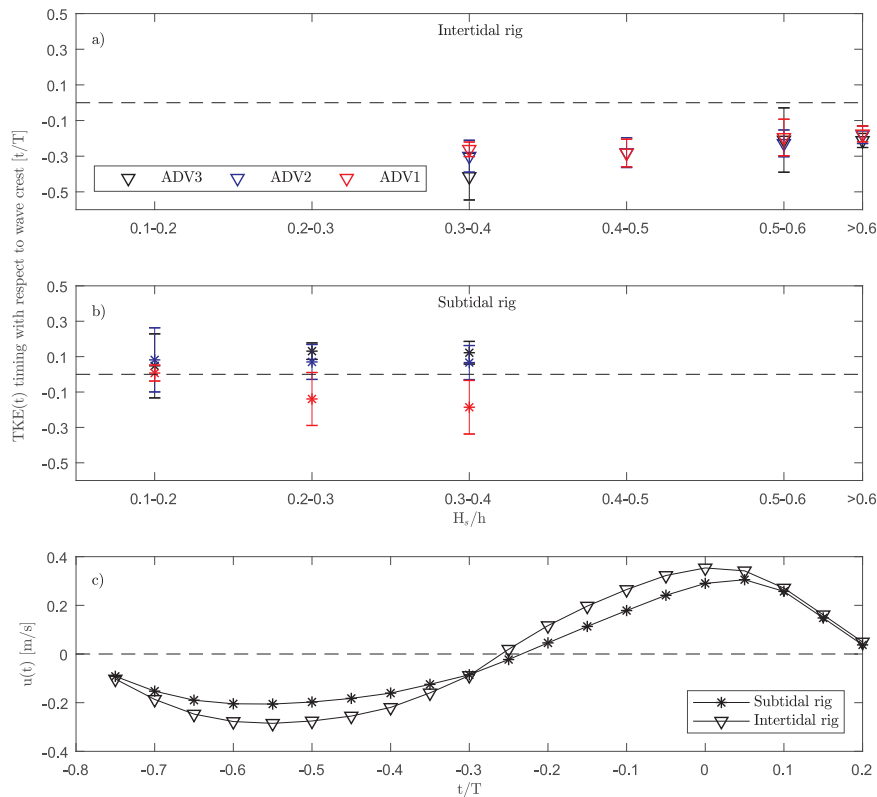 0.5
a)
Intertidal rig
0.3
0.1
-0.1
-0.3
-0.5
ADV3 ADV2 ADV1
0.1-0.2 0.2-0.3 0.3-0.4 0.4-0.5 0.5-0.6 >0.6
TKE(t) timing with respect to wave crest [t/T]
0.5
b)
Subtidal rig
0.3
0.1
-0.1
-0.3
-0.5
0.1-0.2 0.2-0.3 0.3-0.4 0.4-0.5 0.5-0.6 >0.6
H_s/h
0.4
c)
0.2
0
-0.2
-0.4
u(t) [m/s]
Subtidal rig
Intertidal rig
-0.8 -0.7 -0.6 -0.5 -0.4 -0.3 -0.2 -0.1 0 0.1 0.2
t/T